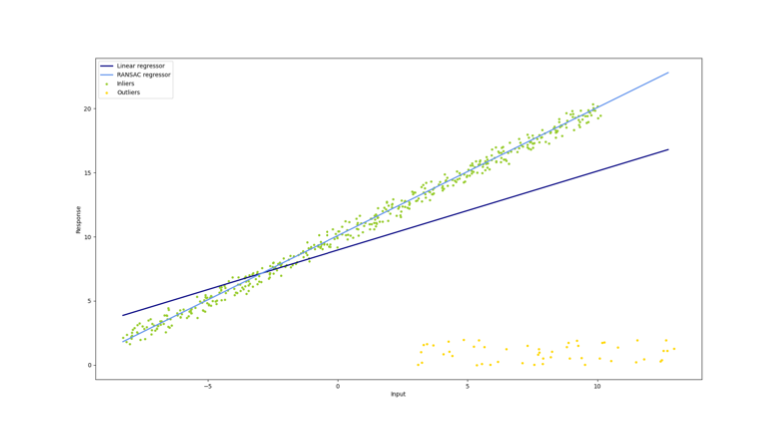 Linear regressor
RANSAC regressor
Inliers
Outliers
20
15
10
5
0
Response
−5
0
5
10
Input